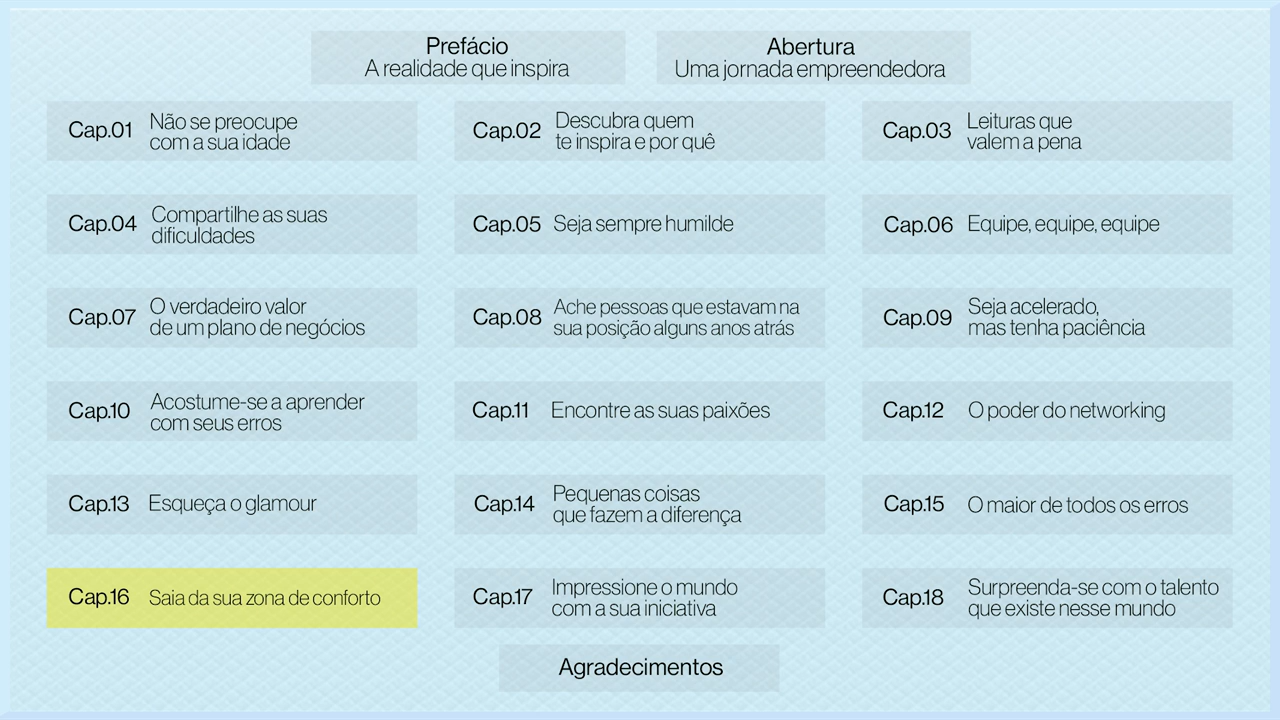 Prefácio
A realidade que inspira
Abertura
Uma jornada empreendedora
Cap.01
Não se preocupe
com a sua idade
Cap.02
Descubra quem
te inspira e por quê
Cap.03
Leituras que
valem a pena
Cap.04
Compartilhe as suas
dificuldades
Cap.05
Seja sempre humilde
Cap.06
Equipe, equipe, equipe
Cap.07
O verdadeiro valor
de um plano de negócios
Cap.08
Ache pessoas que estavam na
sua posição alguns anos atrás
Cap.09
Seja acelerado,
mas tenha paciência
Cap.10
Acostume-se a aprender
com seus erros
Cap.11
Encontre as suas paixões
Cap.12
O poder do networking
Cap.13
Esqueça o glamour
Cap.14
Pequenas coisas
que fazem a diferença
Cap.15
O maior de todos os erros
Cap.16
Saia da sua zona de conforto
Cap.17
Impressione o mundo
com a sua iniciativa
Cap.18
Surpreenda-se com o talento
que existe nesse mundo
Agradecimentos